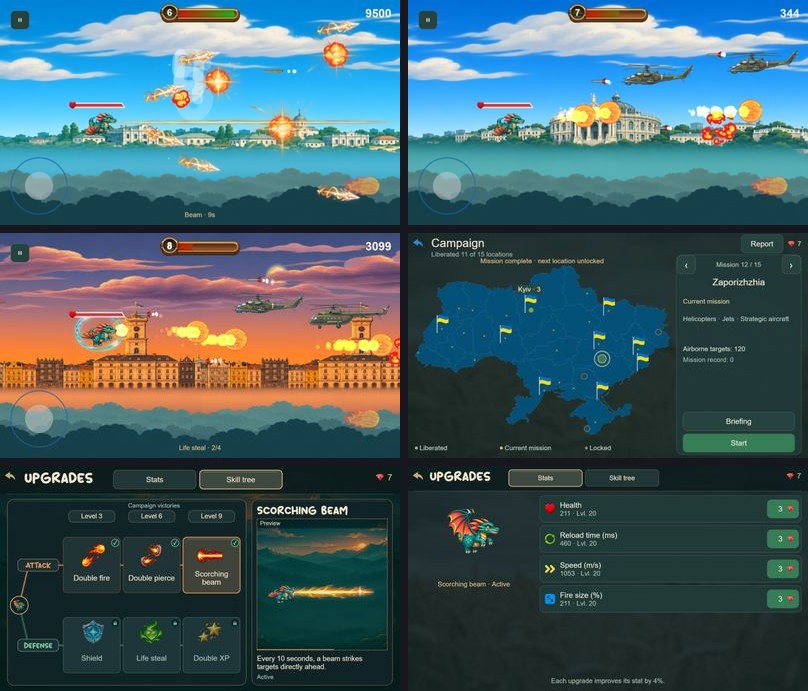 6
9500
Beam · 9s
7
344
8
3099
Life steal · 2/4
Campaign
Liberated 11 of 15 locations
Mission complete · next location unlocked
Report
7
Kyiv · 3
Mission 12 / 15
Zaporizhzhia
Current mission
Helicopters · Jets · Strategic aircraft
Airborne targets: 120
Mission record: 0
Briefing
Start
Liberated
Current mission
Locked
UPGRADES
Stats
Skill tree
7
Campaign victories
Level 3
Level 6
Level 9
ATTACK
Double fire
Double pierce
Scorching beam
DEFENSE
Shield
Life steal
Double XP
SCORCHING BEAM
Preview
Every 10 seconds, a beam strikes
targets directly ahead.
Active
UPGRADES
Stats
Skill tree
7
Scorching beam · Active
Health
211 · Lvl. 20
3
Reload time (ms)
460 · Lvl. 20
3
Speed (m/s)
1053 · Lvl. 20
3
Fire size (%)
211 · Lvl. 20
3
Each upgrade improves its stat by 4%.